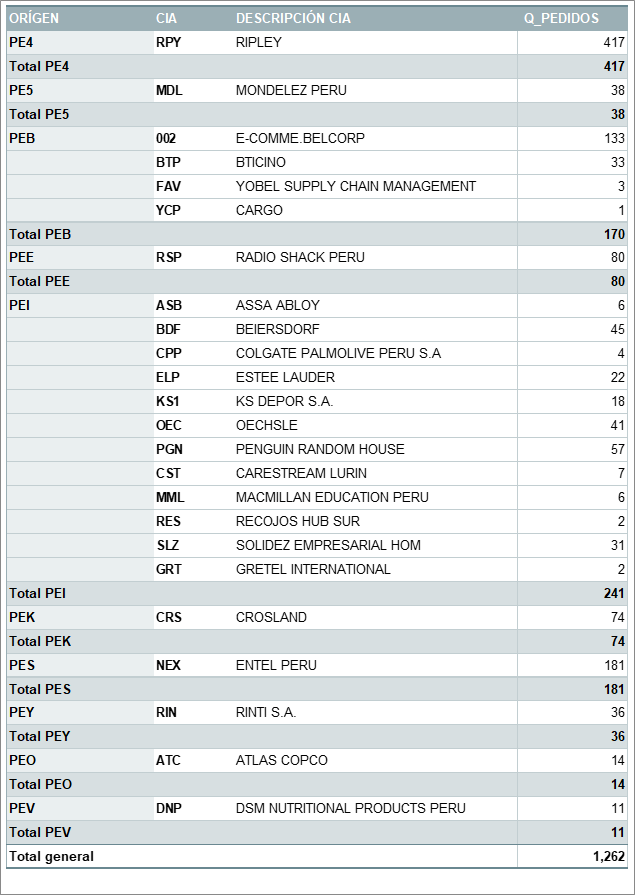 ORÍGEN CIA DESCRIPCIÓN CIA Q_PEDIDOS
PE4 RPY RIPLEY 417
Total PE4 417
PE5 MDL MONDELEZ PERU 38
Total PE5 38
PEB 002 E-COMME.BELCORP 133
BTP BTICINO 33
FAV YOBEL SUPPLY CHAIN MANAGEMENT 3
YCP CARGO 1
Total PEB 170
PEE RSP RADIO SHACK PERU 80
Total PEE 80
PEI ASB ASSA ABLOY 6
BDF BEIERSDORF 45
CPP COLGATE PALMOLIVE PERU S.A 4
ELP ESTEE LAUDER 22
KS1 KS DEPOR S.A. 18
OEC OECHSLE 41
PGN PENGUIN RANDOM HOUSE 57
CST CARESTREAM LURIN 7
MML MACMILLAN EDUCATION PERU 6
RES RECOJOS HUB SUR 2
SLZ SOLIDEZ EMPRESARIAL HOM 31
GRT GRETEL INTERNATIONAL 2
Total PEI 241
PEK CRS CROSLAND 74
Total PEK 74
PES NEX ENTEL PERU 181
Total PES 181
PEY RIN RINTI S.A. 36
Total PEY 36
PEO ATC ATLAS COPCO 14
Total PEO 14
PEV DNP DSM NUTRITIONAL PRODUCTS PERU 11
Total PEV 11
Total general 1,262